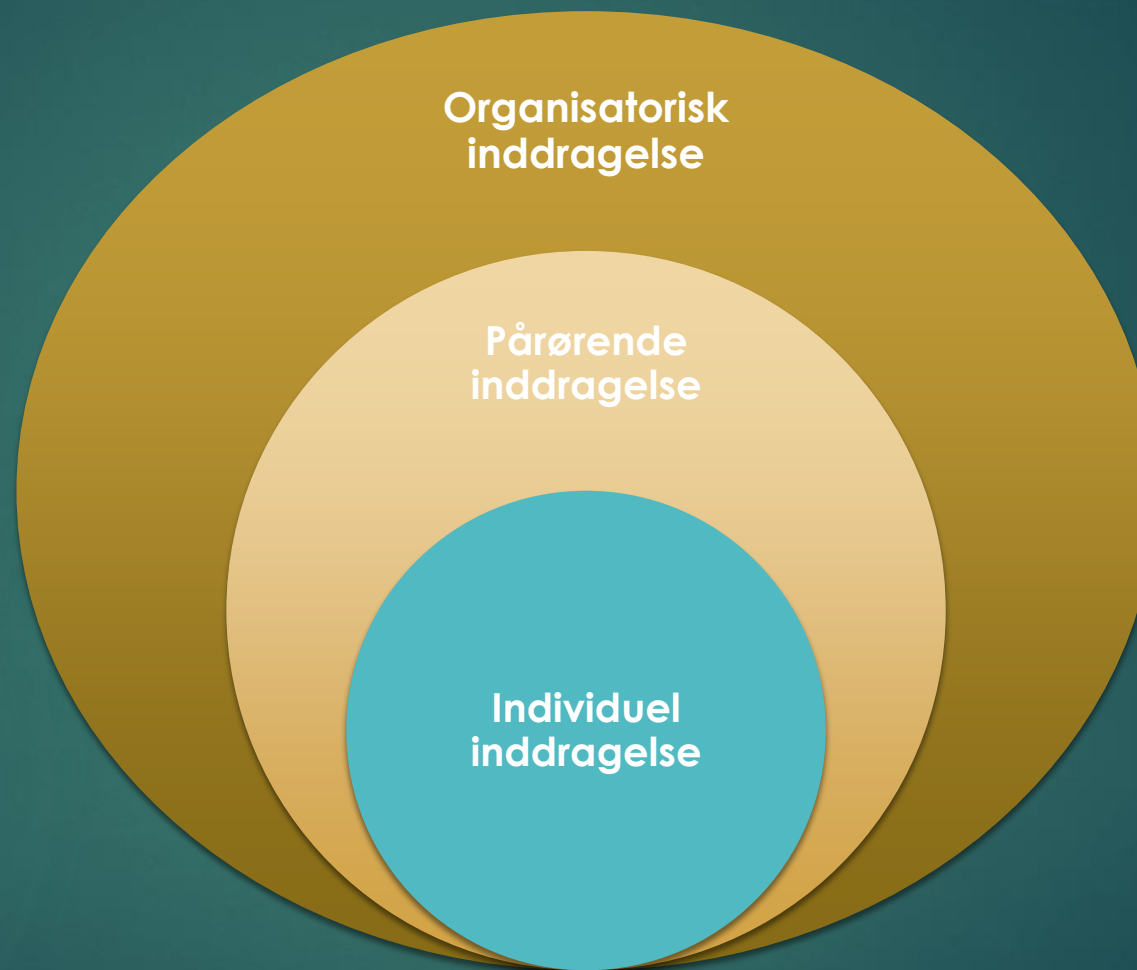 Organisatorisk
inddragelse
Pårørende
inddragelse
Individuel
inddragelse